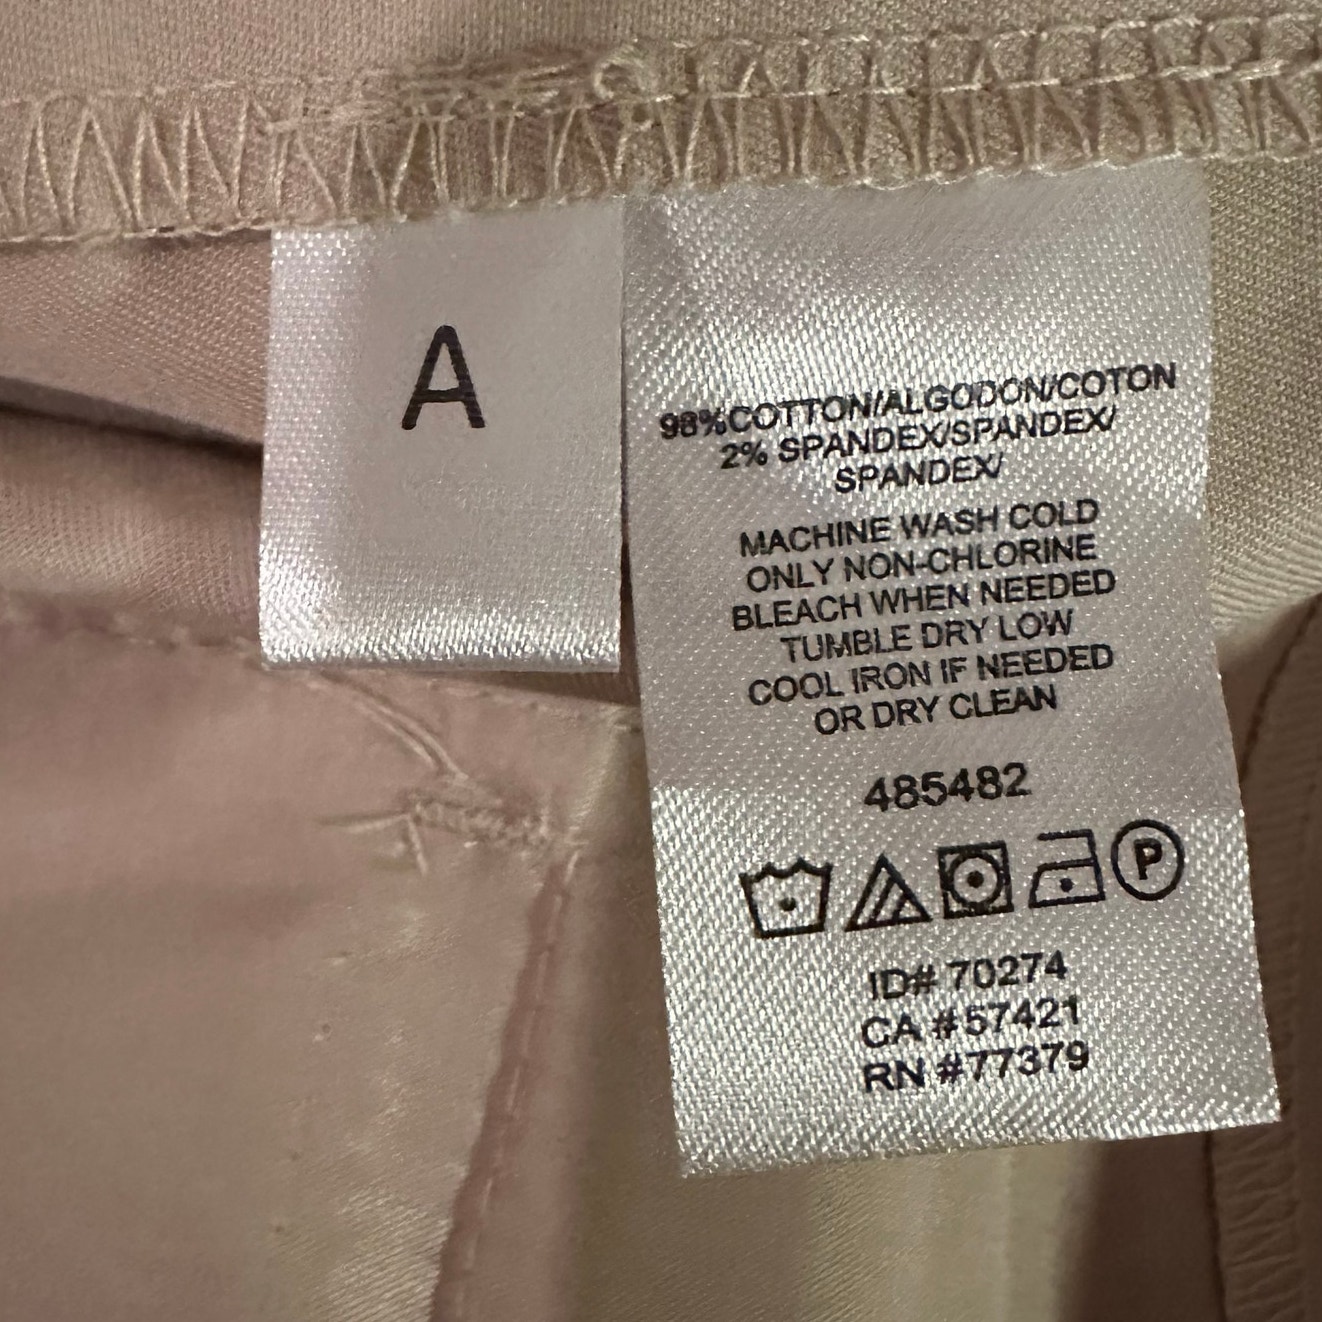 A
98%COTTON/ALGODON/COTON
2% SPANDEX/SPANDEX/
SPANDEX/
MACHINE WASH COLD
ONLY NON-CHLORINE
BLEACH WHEN NEEDED
TUMBLE DRY LOW
COOL IRON IF NEEDED
OR DRY CLEAN
485482
P
ID# 70274
CA #57421
RN #77379